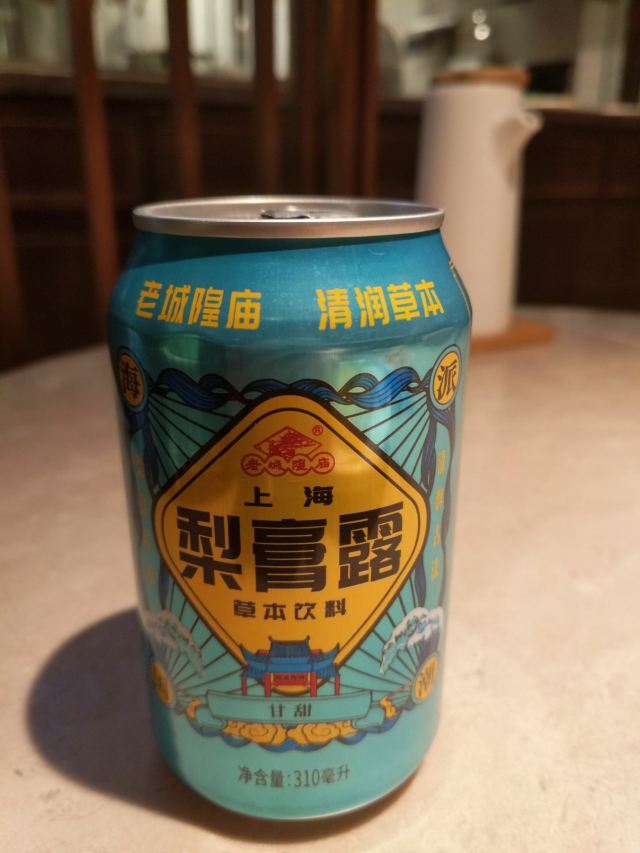 老城隍庙 清润草本
海 派
®
老城隍庙
上海
梨膏露
草本饮料
甘甜
净含量:310毫升